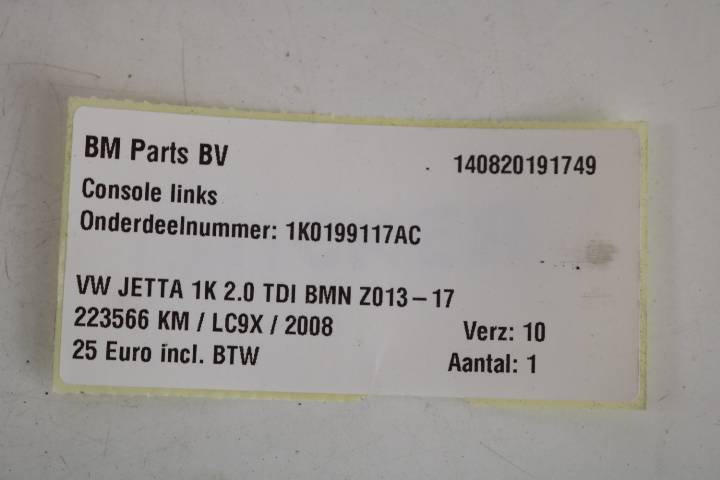 BM Parts BV 140820191749
Console links
Onderdeelnummer: 1K0199117AC
VW JETTA 1K 2.0 TDI BMN Z013-17
223566 KM / LC9X / 2008 Verz: 10
25 Euro incl. BTW Aantal: 1